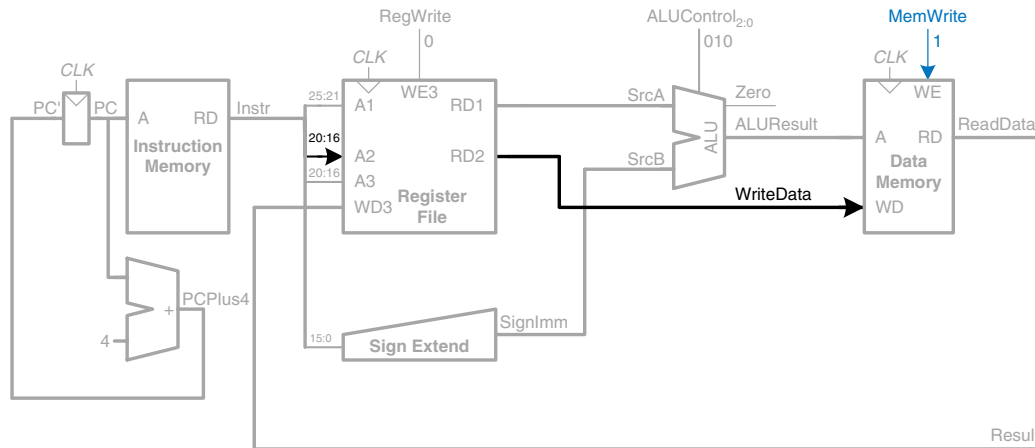 RegWrite
ALUControl2:0
MemWrite
0
010
1
CLK
CLK
CLK
PC'
PC
A
RD
Instr
25:21
A1
WE3
RD1
SrcA
Zero
WE
Instruction
Memory
20:16
A2
RD2
SrcB
ALU
ALUResult
A
RD
ReadData
20:16
A3
Register
File
WD3
WriteData
Data
Memory
WD
PCPlus4
+
4
15:0
Sign Extend
SignImm
Resul